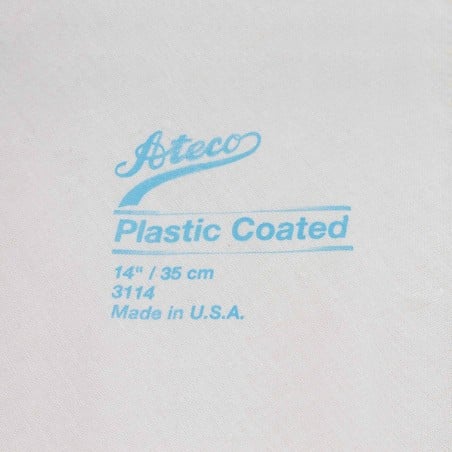 Ateco
Plastic Coated
14" / 35 cm
3114
Made in U.S.A.